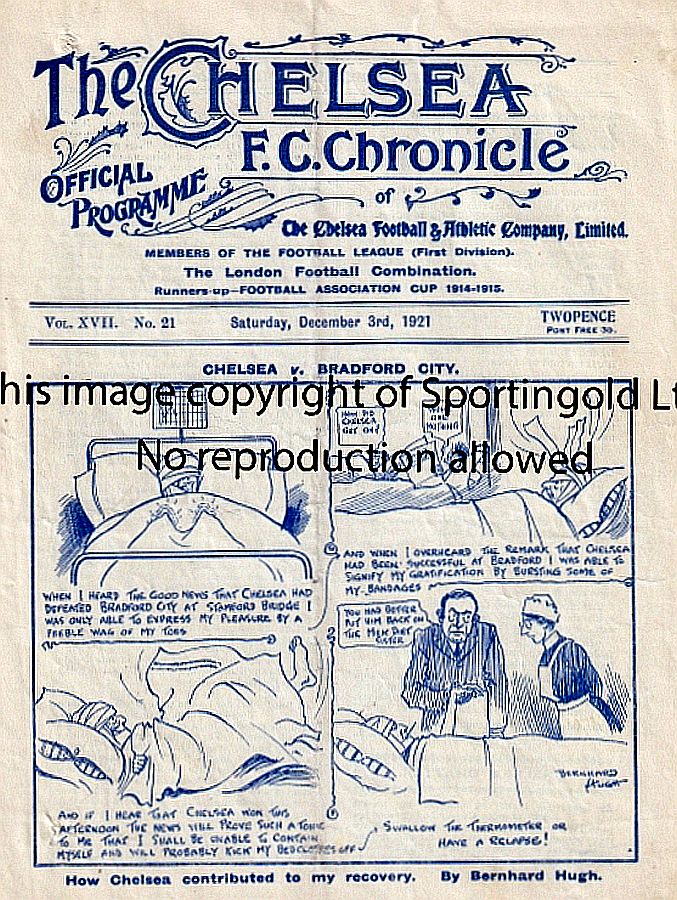 The CHELSEA
F.C. Chronicle
OFFICIAL
PROGRAMME
of
The Chelsea Football & Athletic Company, Limited.
MEMBERS OF THE FOOTBALL LEAGUE (First Division).
The London Football Combination.
Runners-up—FOOTBALL ASSOCIATION CUP 1914-1915.
VOL. XVII. No. 21
Saturday, December 3rd, 1921
TWOPENCE
POST FREE 3D.
CHELSEA v. BRADFORD CITY.
his image copyright of Sportingold Lt
No reproduction allowed
HOW DID
CHELSEA
GET ON?
WON
ONE
NOTHING
WHEN I HEARD THE GOOD NEWS THAT CHELSEA HAD
DEFEATED BRADFORD CITY AT STAMFORD BRIDGE I
WAS ONLY ABLE TO EXPRESS MY PLEASURE BY A
FEEBLE WAG OF MY TOES
AND WHEN I OVERHEARD THE REMARK THAT CHELSEA
HAD BEEN SUCCESSFUL AT BRADFORD I WAS ABLE TO
SIGNIFY MY GRATIFICATION BY BURSTING SOME OF
MY BANDAGES
YOU HAD BETTER
PUT HIM BACK ON
THE MILK DIET
SISTER
AND IF I HEAR THAT CHELSEA WON THIS
AFTERNOON THE NEWS WILL PROVE SUCH A TONIC
TO ME THAT I SHALL BE UNABLE TO CONTAIN
MYSELF AND WILL PROBABLY KICK MY BEDCLOTHES OFF
SWALLOW THE THERMOMETER OR
HAVE A RELAPSE!
BERNHARD
HUGH
How Chelsea contributed to my recovery. By Bernhard Hugh.